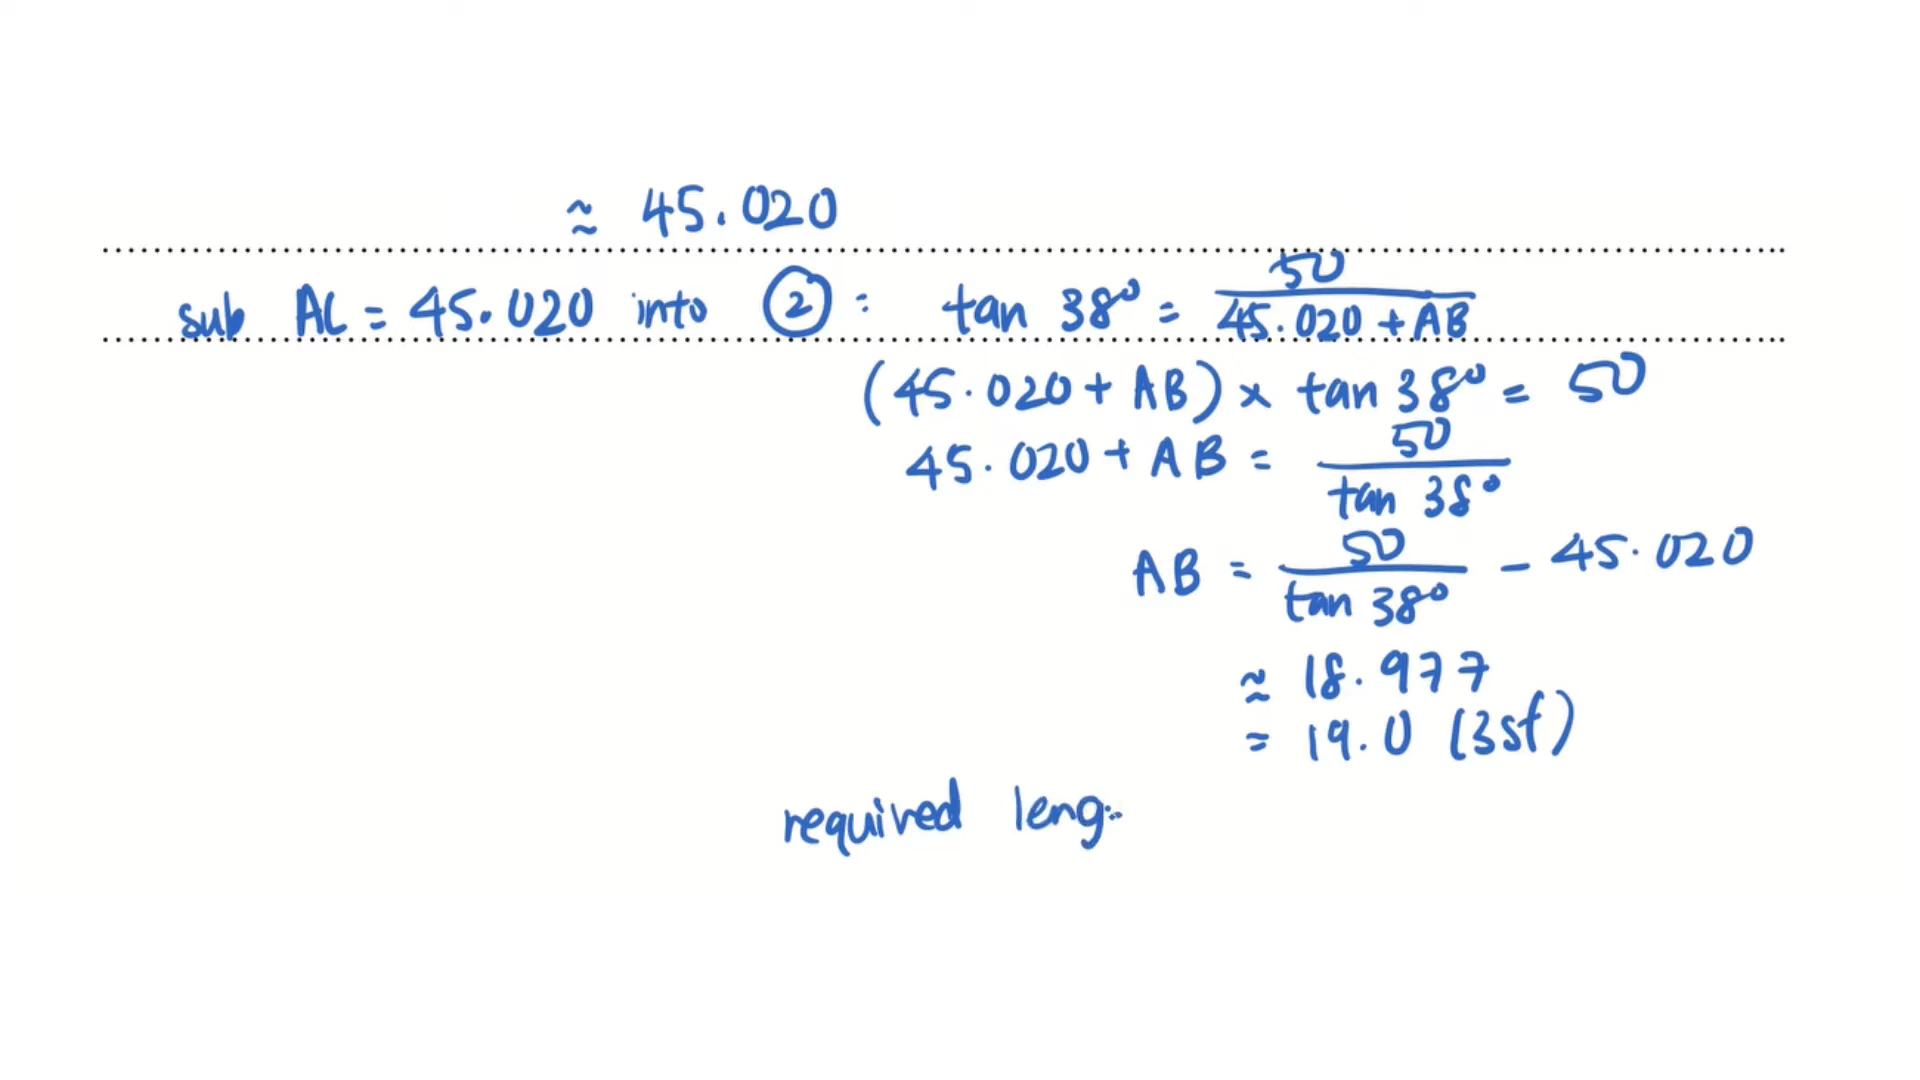 ≈ 45.020
sub AC = 45.020 into ② : tan 38° = 50 / (45.020 + AB)
(45.020 + AB) × tan 38° = 50
45.020 + AB = 50 / tan 38°
AB = 50 / tan 38° - 45.020
≈ 18.977
= 19.0 (3sf)
required leng